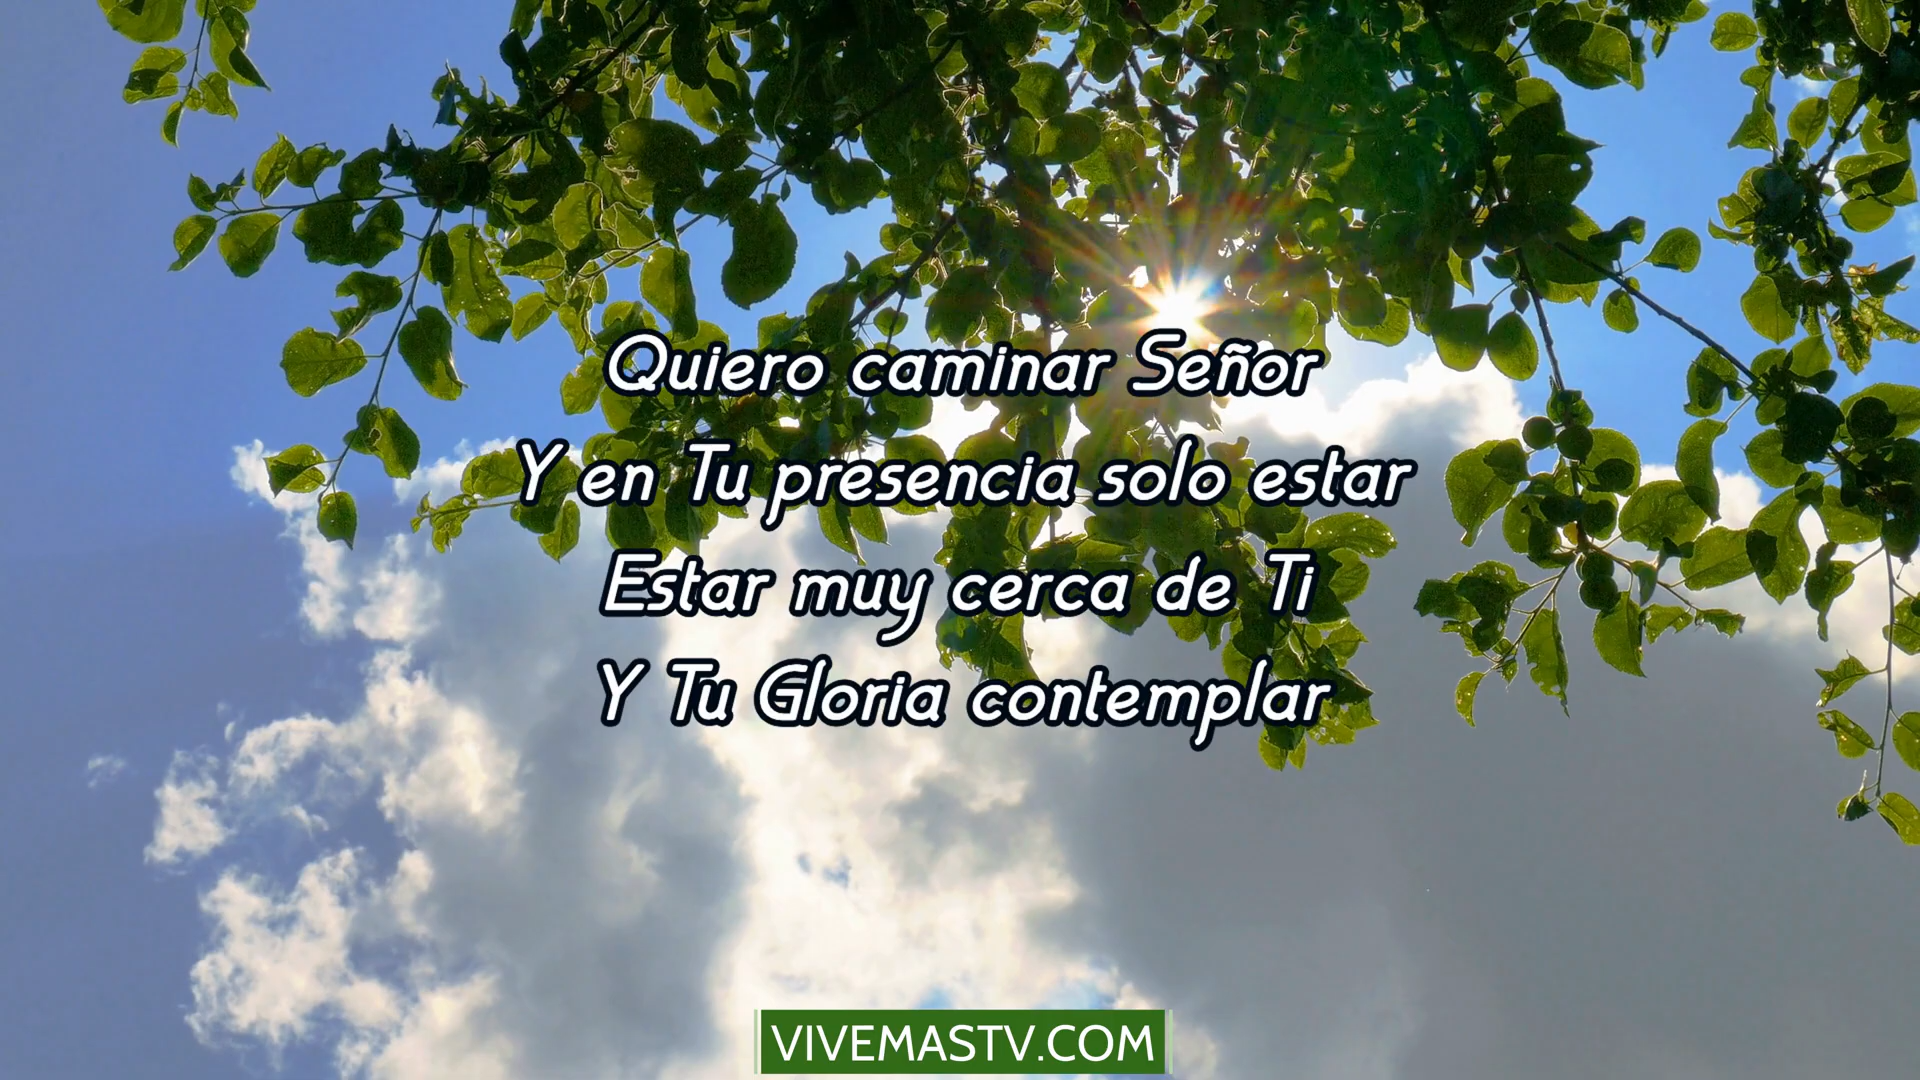 Quiero caminar Señor
Y en Tu presencia solo estar
Estar muy cerca de Ti
Y Tu Gloria contemplar
VIVEMASTV.COM